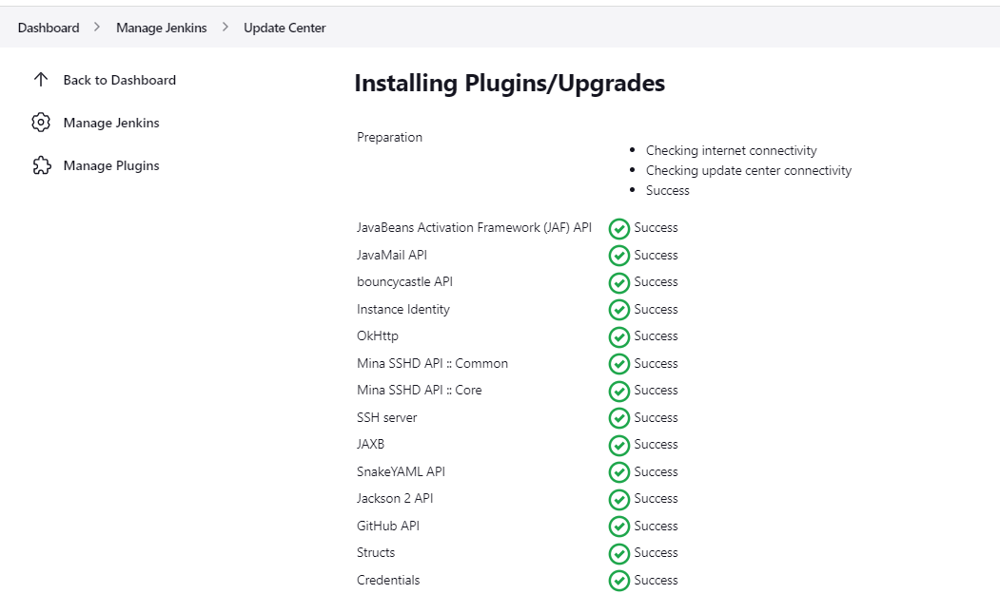 Dashboard > Manage Jenkins > Update Center
Back to Dashboard
Manage Jenkins
Manage Plugins
Installing Plugins/Upgrades
Preparation
• Checking internet connectivity
• Checking update center connectivity
• Success
JavaBeans Activation Framework (JAF) API Success
JavaMail API Success
bouncycastle API Success
Instance Identity Success
OkHttp Success
Mina SSHD API :: Common Success
Mina SSHD API :: Core Success
SSH server Success
JAXB Success
SnakeYAML API Success
Jackson 2 API Success
GitHub API Success
Structs Success
Credentials Success